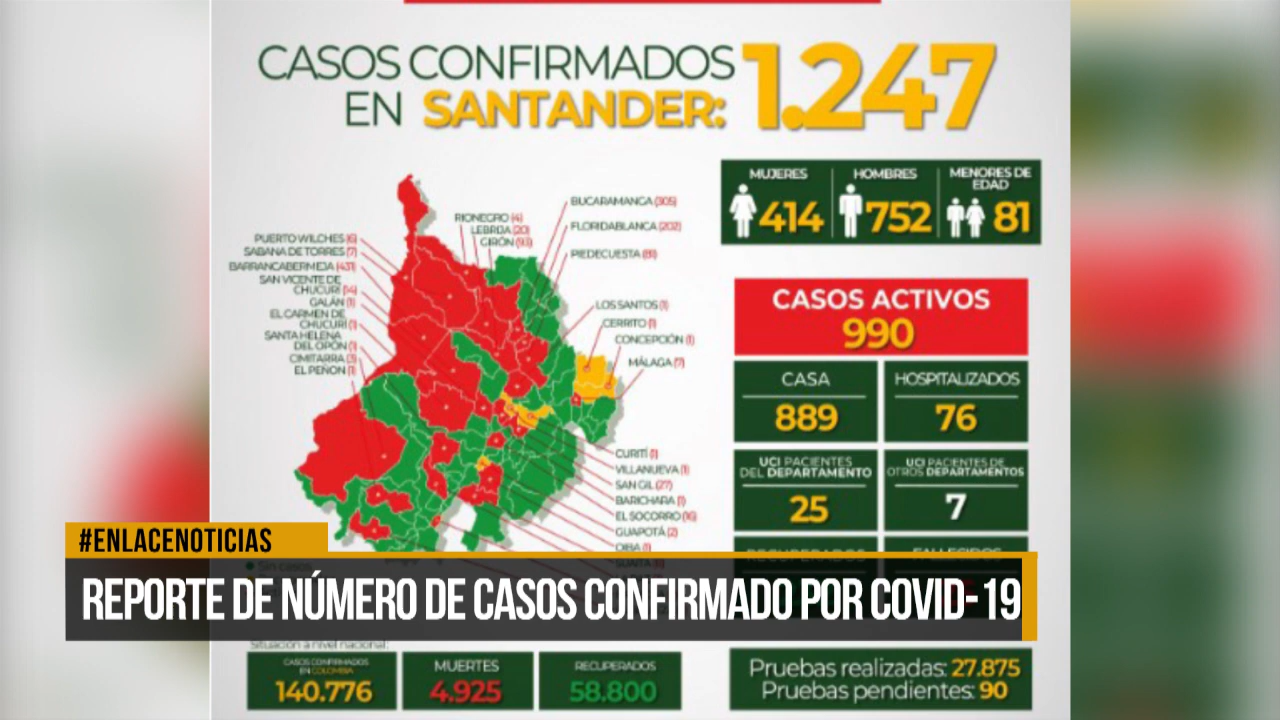 CASOS CONFIRMADOS
EN SANTANDER: 1.247
MUJERES
414
HOMBRES
752
MENORES DE
EDAD
81
BUCARAMANGA (305)
FLORIDABLANCA (202)
PIEDECUESTA (81)
RIONEGRO (4)
LEBRIJA (20)
GIRÓN (93)
PUERTO WILCHES (6)
SABANA DE TORRES (7)
BARRANCABERMEJA (431)
SAN VICENTE DE
CHUCURÍ (14)
GALÁN (1)
EL CARMEN DE
CHUCURÍ (1)
SANTA HELENA
DEL OPÓN (1)
CIMITARRA (3)
EL PEÑON (1)
LOS SANTOS (1)
CERRITO (1)
CONCEPCIÓN (1)
MÁLAGA (7)
CURITÍ (1)
VILLANUEVA (1)
SAN GIL (27)
BARICHARA (1)
EL SOCORRO (16)
GUAPOTÁ (2)
OIBA (1)
CASOS ACTIVOS
990
CASA
889
HOSPITALIZADOS
76
UCI PACIENTES
DEL DEPARTAMENTO
25
UCI PACIENTES DE
OTROS DEPARTAMENTOS
7
RECUPERADOS
FALLECIDOS
#ENLACENOTICIAS
Sin casos
REPORTE DE NÚMERO DE CASOS CONFIRMADO POR COVID-19
Situación a nivel nacional:
CASOS CONFIRMADOS
EN COLOMBIA
140.776
MUERTES
4.925
RECUPERADOS
58.800
Pruebas realizadas: 27.875
Pruebas pendientes: 90